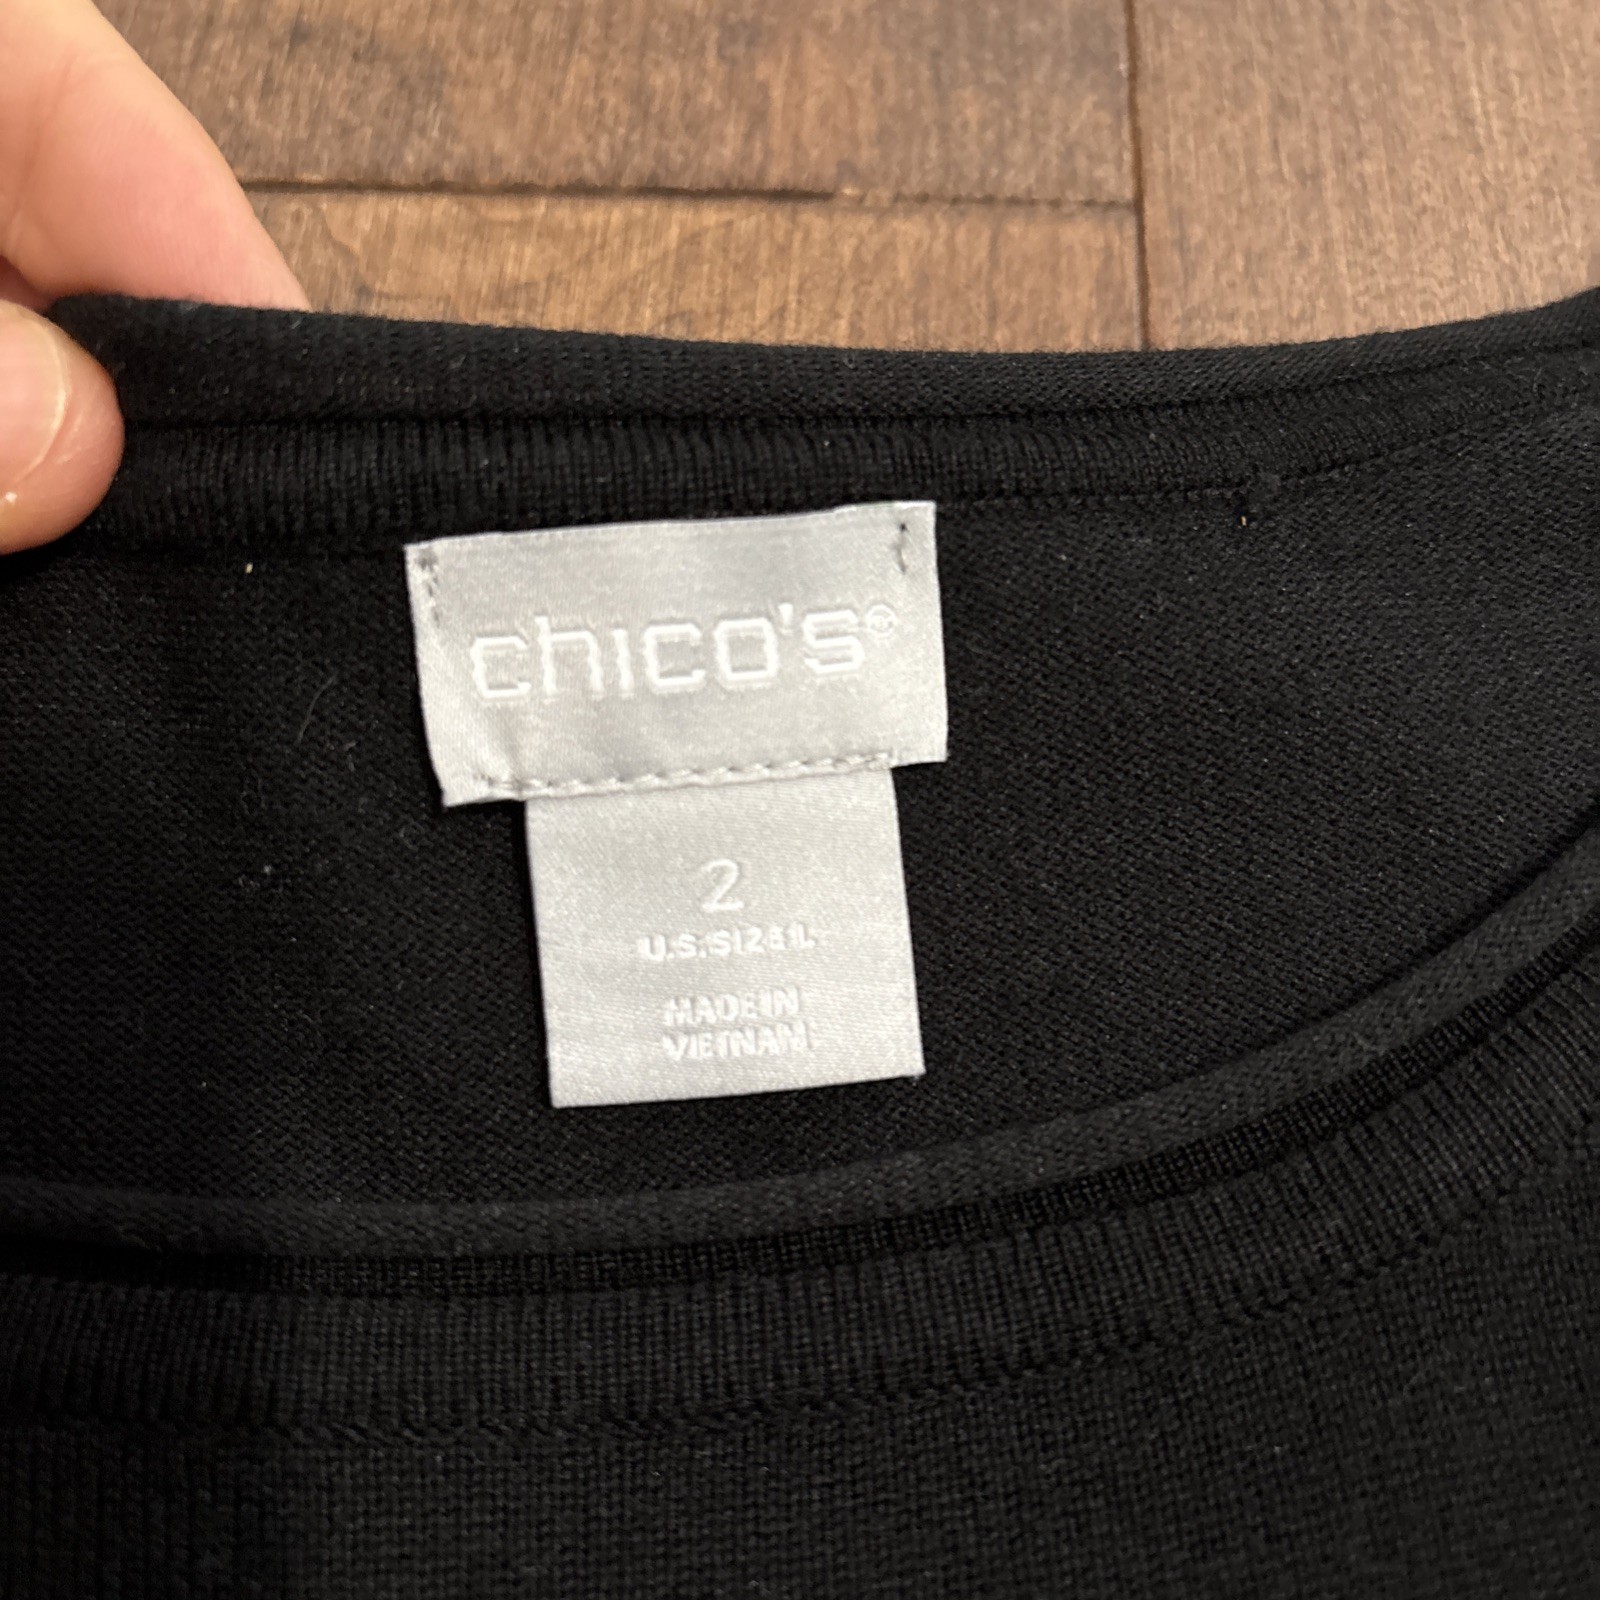 chico's®
2
U.S. SIZE L
MADE IN
VIETNAM